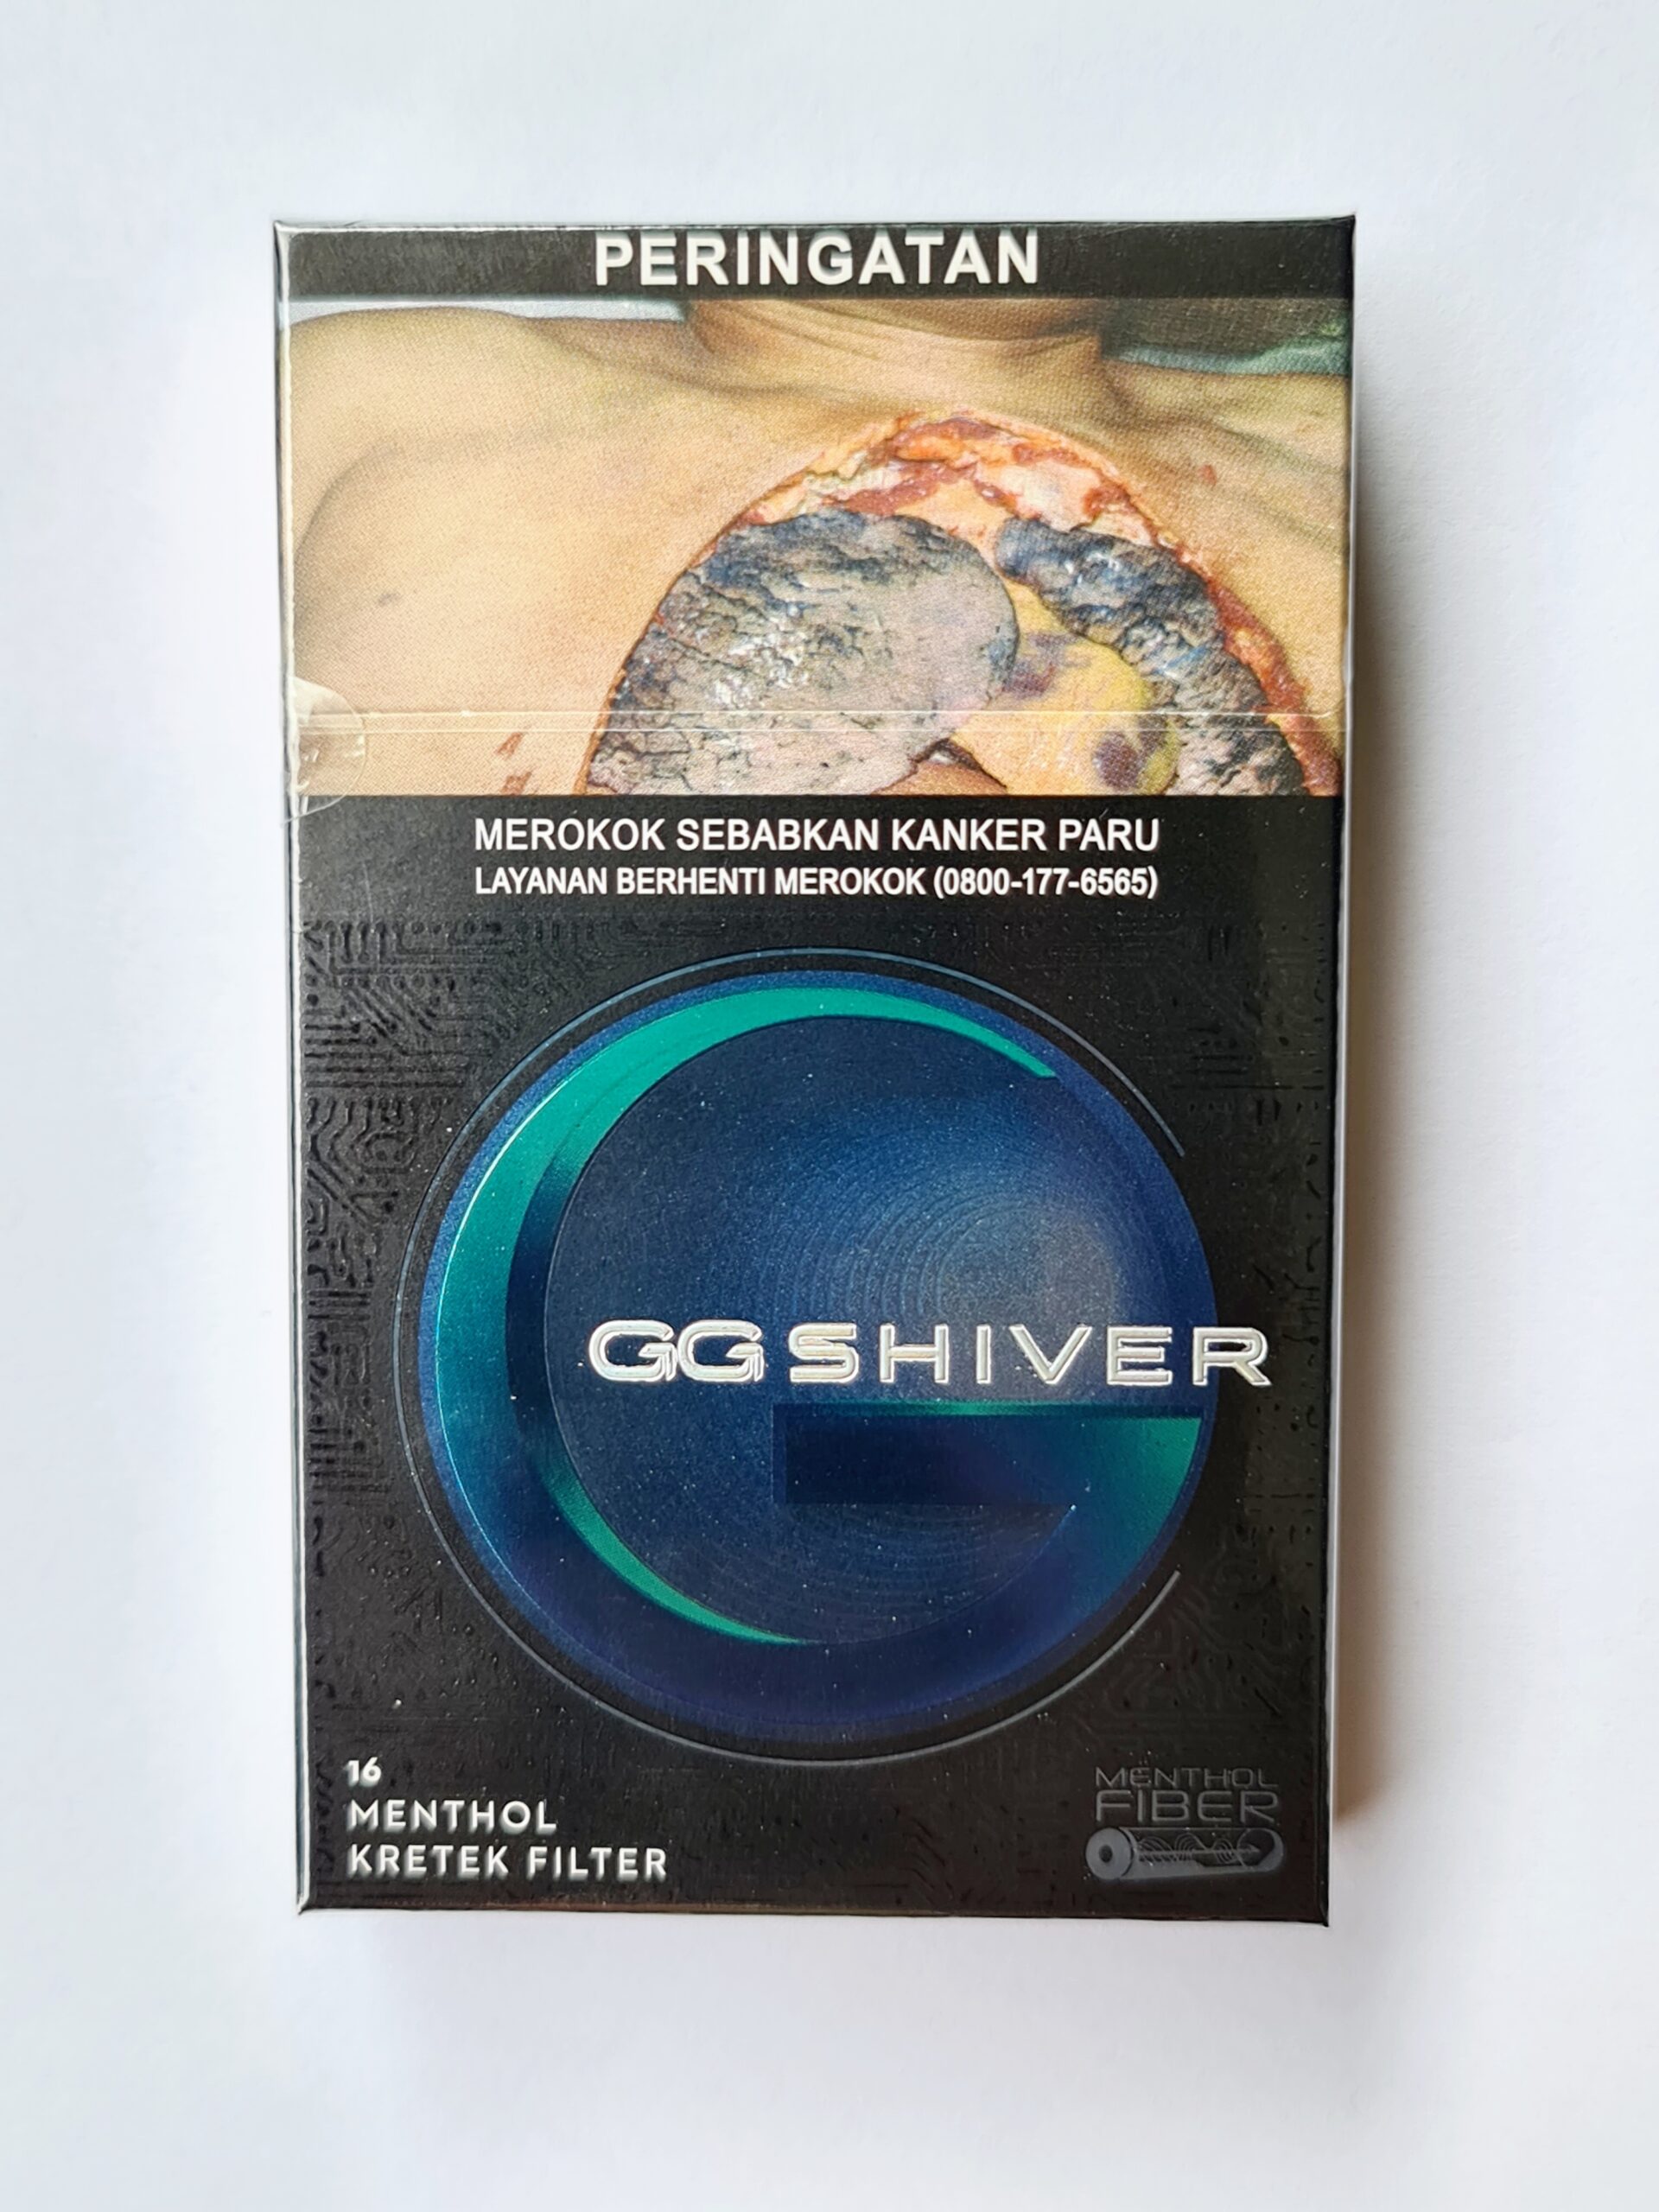 PERINGATAN
MEROKOK SEBABKAN KANKER PARU
LAYANAN BERHENTI MEROKOK (0800-177-6565)
GG SHIVER
16
MENTHOL
KRETEK FILTER
MENTHOL
FIBER